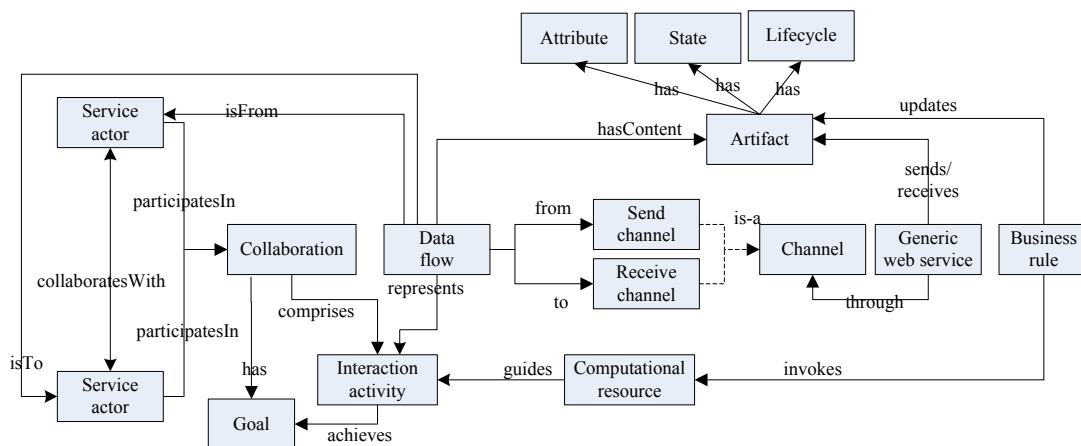 Attribute
State
Lifecycle
has
has
has
Service
actor
isFrom
hasContent
Artifact
updates
sends/
receives
participatesIn
Collaboration
Data
flow
from
Send
channel
is-a
Channel
Generic
web service
Business
rule
collaboratesWith
represents
to
Receive
channel
through
participatesIn
comprises
isTo
Service
actor
has
Interaction
activity
guides
Computational
resource
invokes
Goal
achieves